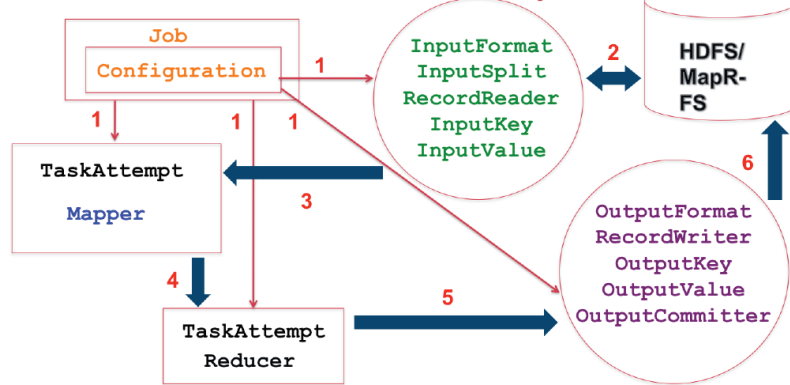 Job
Configuration
1
1
1
1
InputFormat
InputSplit
RecordReader
InputKey
InputValue
2
HDFS/
MapR-
FS
TaskAttempt
Mapper
3
4
TaskAttempt
Reducer
5
OutputFormat
RecordWriter
OutputKey
OutputValue
OutputCommitter
6